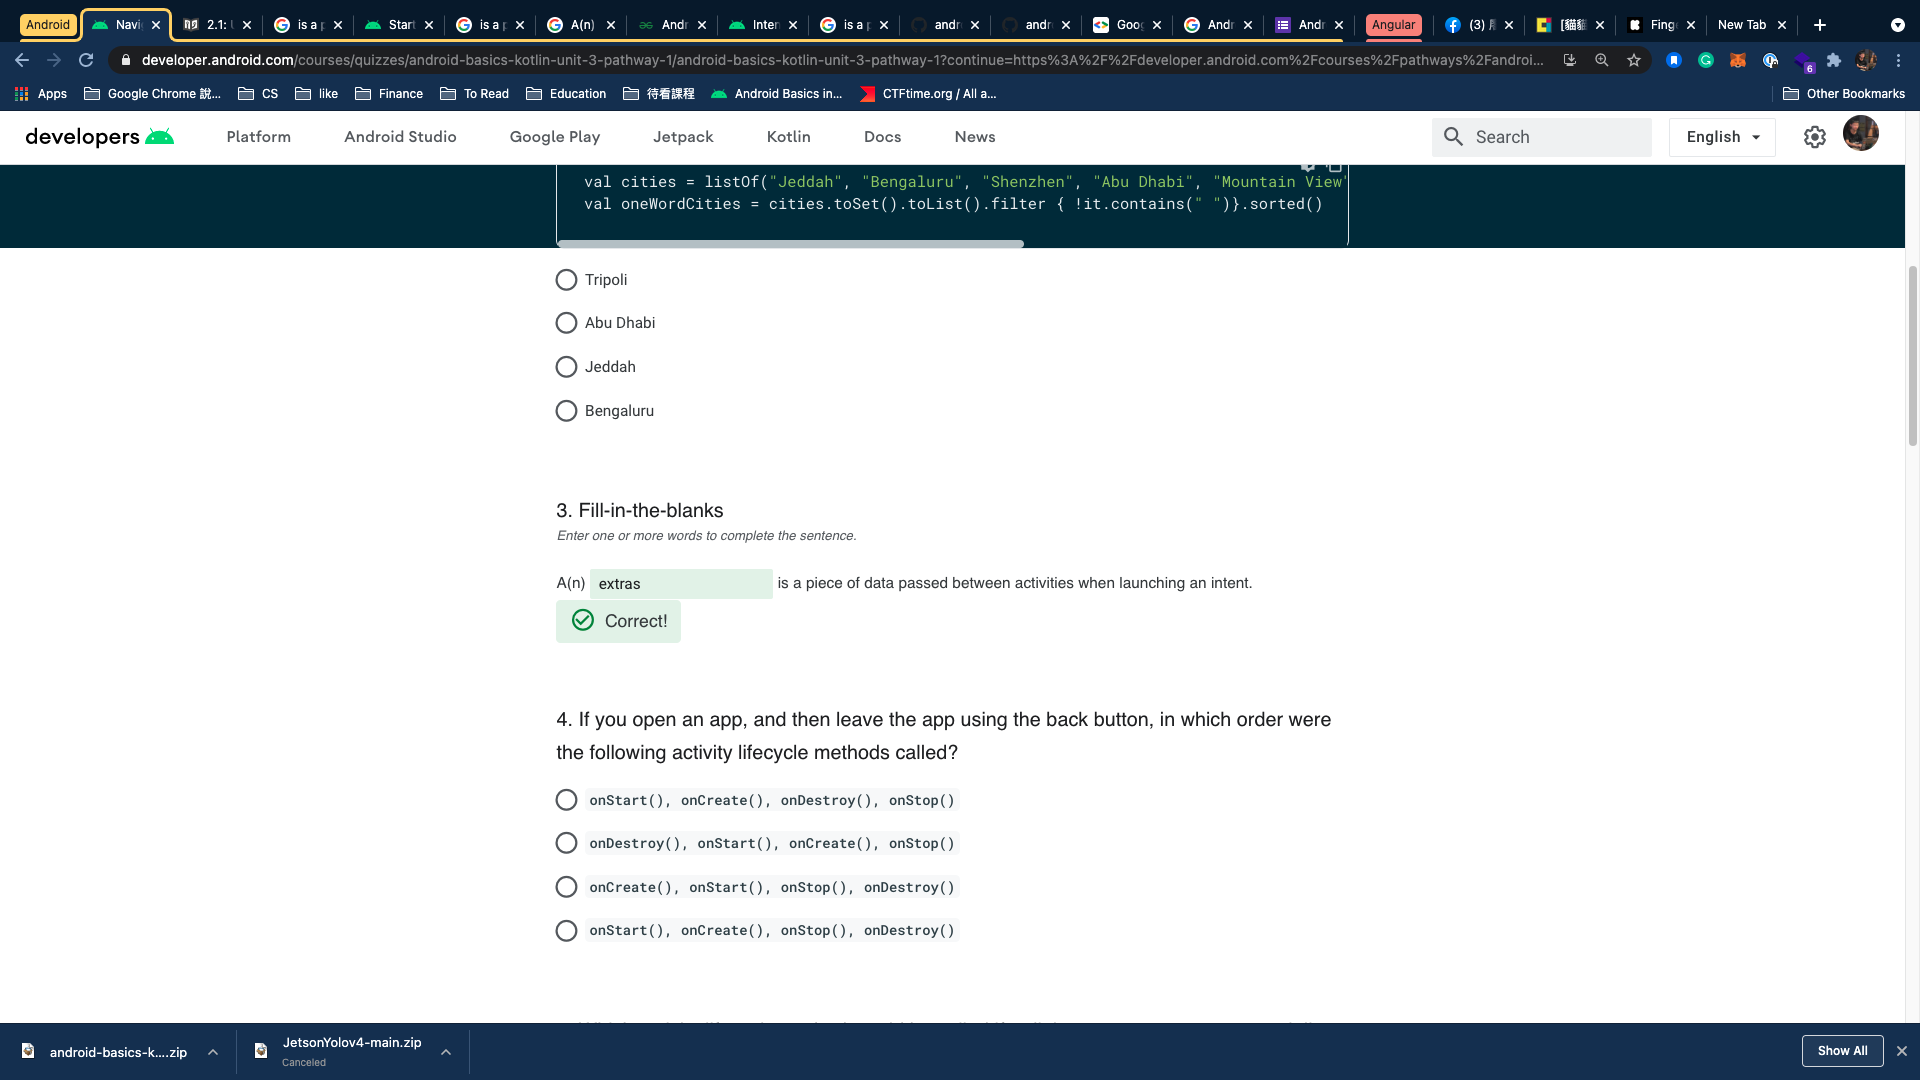 Android Navi 2.1: is a p Start is a p A(n) Andr Inten is a p andr andr Goog Andr Andr Angular (3) Fing New Tab
developer.android.com/courses/quizzes/android-basics-kotlin-unit-3-pathway-1/android-basics-kotlin-unit-3-pathway-1?continue=https%3A%2F%2Fdeveloper.android.com%2Fcourses%2Fpathways%2Fandroi...
6
Apps Google Chrome 說... CS like Finance To Read Education 待看課程 Android Basics in... CTFtime.org / All a... Other Bookmarks
developers Platform Android Studio Google Play Jetpack Kotlin Docs News Search English
val cities = listOf("Jeddah", "Bengaluru", "Shenzhen", "Abu Dhabi", "Mountain View"
val oneWordCities = cities.toSet().toList().filter { !it.contains(" ")}.sorted()
Tripoli
Abu Dhabi
Jeddah
Bengaluru
3. Fill-in-the-blanks
Enter one or more words to complete the sentence.
A(n) extras is a piece of data passed between activities when launching an intent.
Correct!
4. If you open an app, and then leave the app using the back button, in which order were
the following activity lifecycle methods called?
onStart(), onCreate(), onDestroy(), onStop()
onDestroy(), onStart(), onCreate(), onStop()
onCreate(), onStart(), onStop(), onDestroy()
onStart(), onCreate(), onStop(), onDestroy()
android-basics-k....zip
JetsonYolov4-main.zip
Canceled
Show All